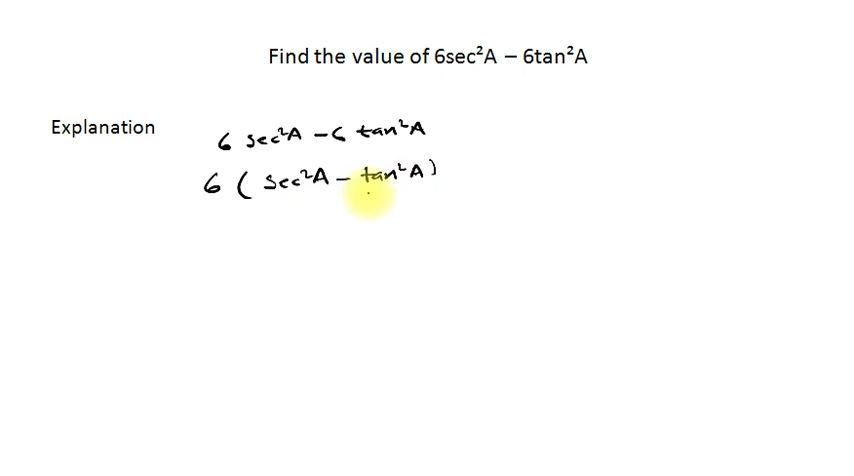 Find the value of 6sec²A – 6tan²A
Explanation
6 sec²A – 6 tan²A
6 ( sec²A – tan²A )